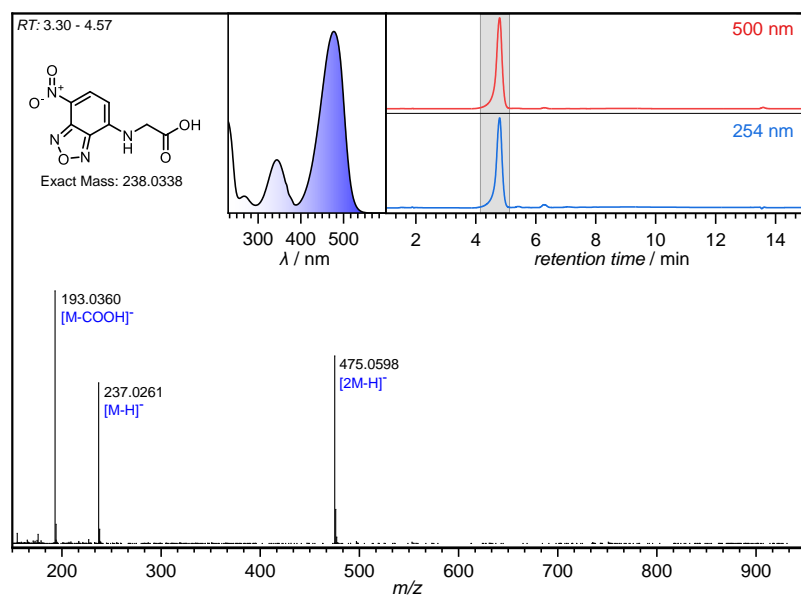 RT: 3.30 - 4.57
O
N+
O-
N
O
N
N
H
O
OH
Exact Mass: 238.0338
300 400 500
λ / nm
500 nm
254 nm
2 4 6 8 10 12 14
retention time / min
193.0360
[M-COOH]-
237.0261
[M-H]-
475.0598
[2M-H]-
200 300 400 500 600 700 800 900
m/z